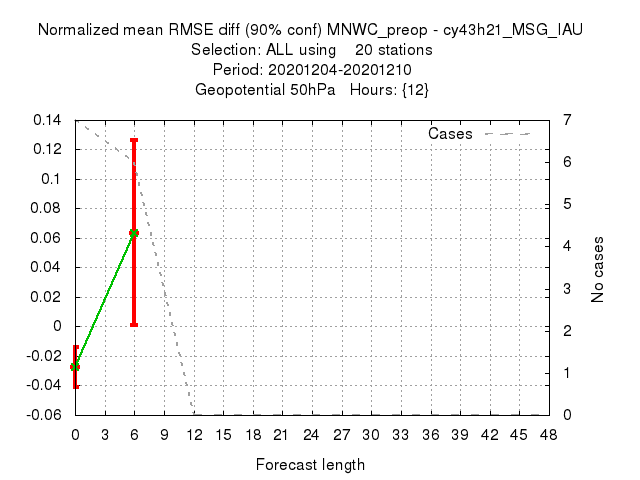 Normalized mean RMSE diff (90% conf) MNWC_preop - cy43h21_MSG_IAU
Selection: ALL using    20 stations
Period: 20201204-20201210
Geopotential 50hPa   Hours: {12}
Cases
0.14
0.12
0.1
0.08
0.06
0.04
0.02
0
-0.02
-0.04
-0.06
7
6
5
4
3
2
1
0
No cases
0 3 6 9 12 15 18 21 24 27 30 33 36 39 42 45 48
Forecast length